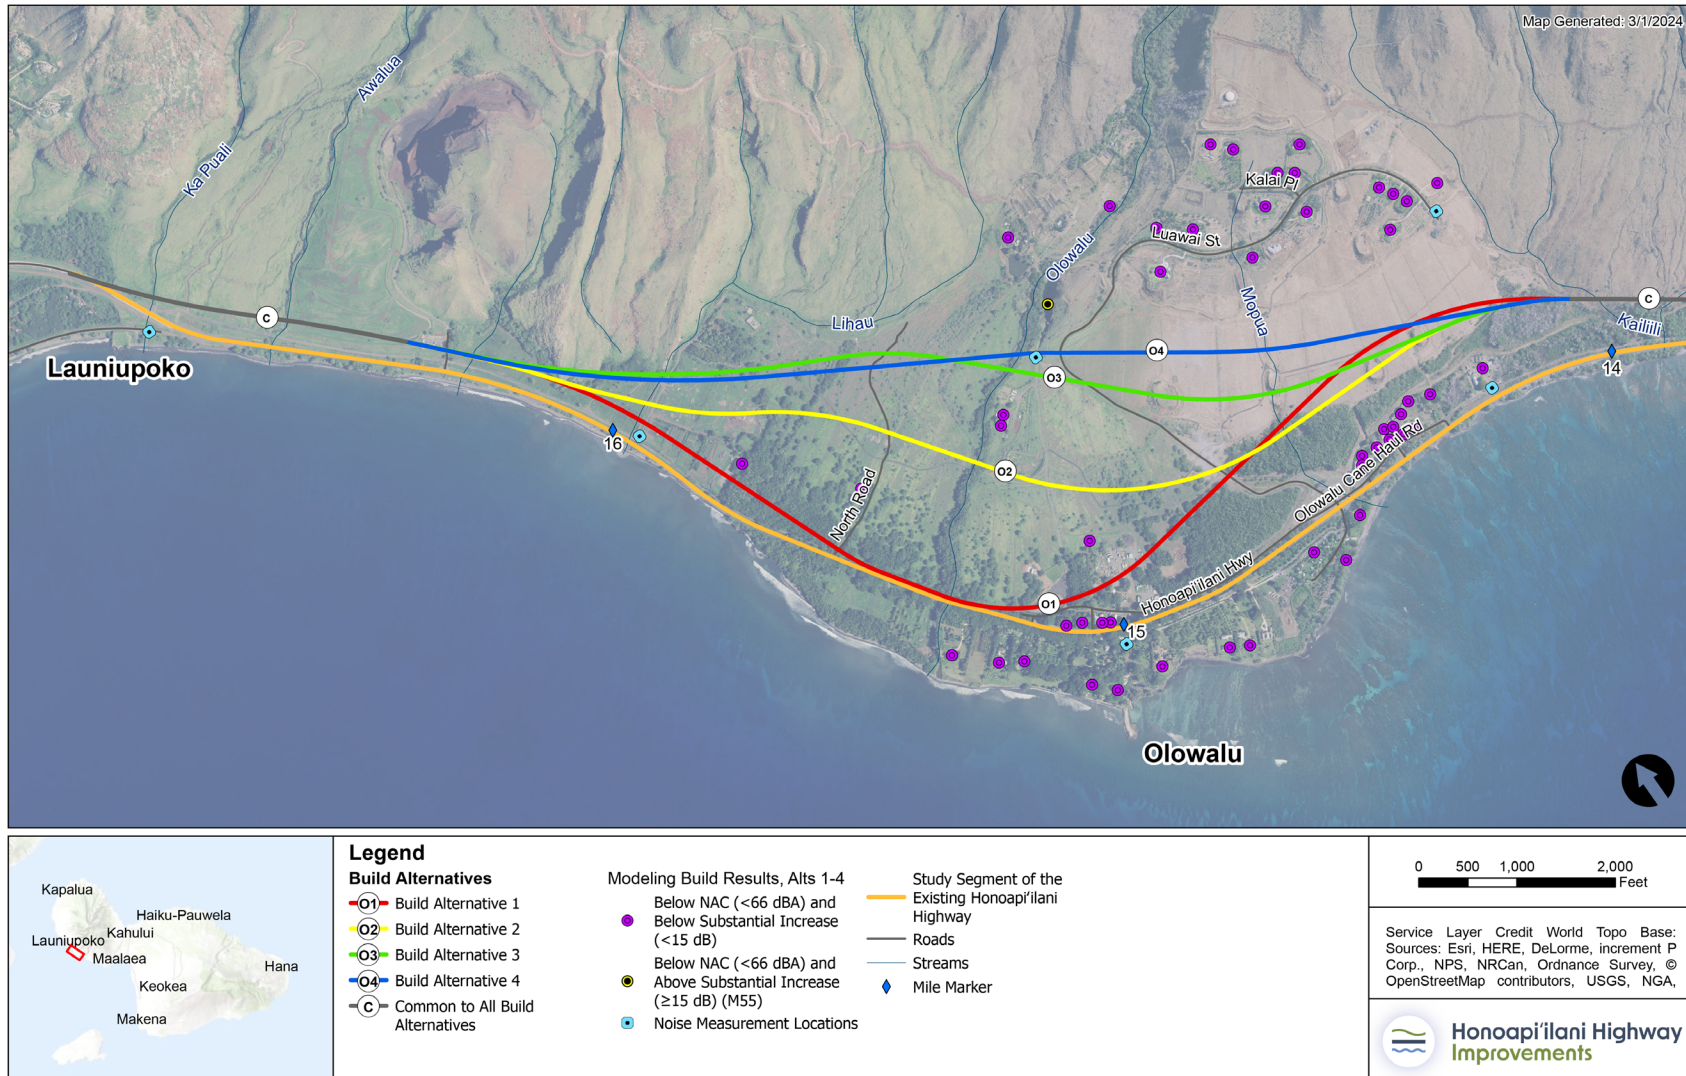 Map Generated: 3/1/2024
Awalua
Ka Puali
Kalai Pl
Luawai St
Olowalu
Mopua
Lihau
Kailiili
C
C
O4
O3
O2
O1
14
16
15
Launiupoko
North Road
Olowalu Cane Haul Rd
Honoapiʻilani Hwy
Olowalu
Kapalua
Haiku-Pauwela
Kahului
Launiupoko
Maalaea
Hana
Keokea
Makena
Legend
Build Alternatives
O1 Build Alternative 1
O2 Build Alternative 2
O3 Build Alternative 3
O4 Build Alternative 4
C Common to All Build
Alternatives
Modeling Build Results, Alts 1-4
Below NAC (<66 dBA) and
Below Substantial Increase
(<15 dB)
Below NAC (<66 dBA) and
Above Substantial Increase
(≥15 dB) (M55)
Noise Measurement Locations
Study Segment of the
Existing Honoapiʻilani
Highway
Roads
Streams
Mile Marker
0 500 1,000 2,000
Feet
Service Layer Credit World Topo Base:
Sources: Esri, HERE, DeLorme, increment P
Corp., NPS, NRCan, Ordnance Survey, ©
OpenStreetMap contributors, USGS, NGA,
Honoapiʻilani Highway
Improvements